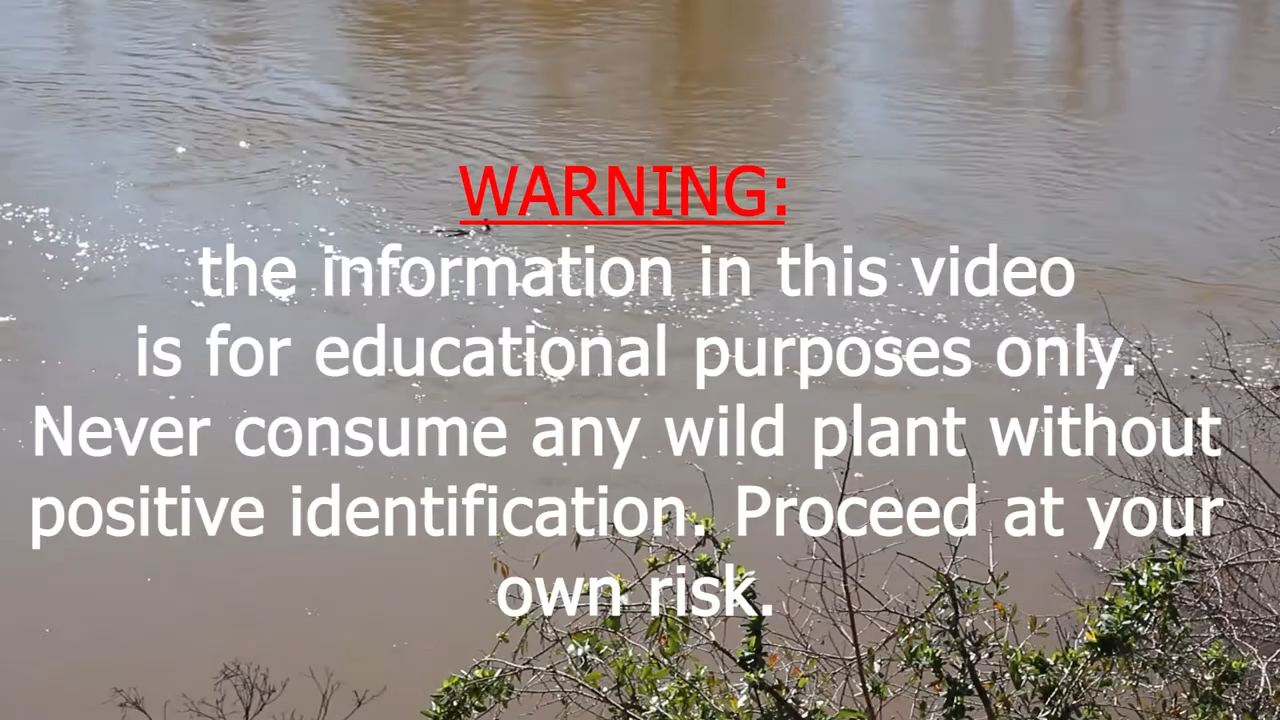 WARNING:
the information in this video
is for educational purposes only.
Never consume any wild plant without
positive identification. Proceed at your
own risk.